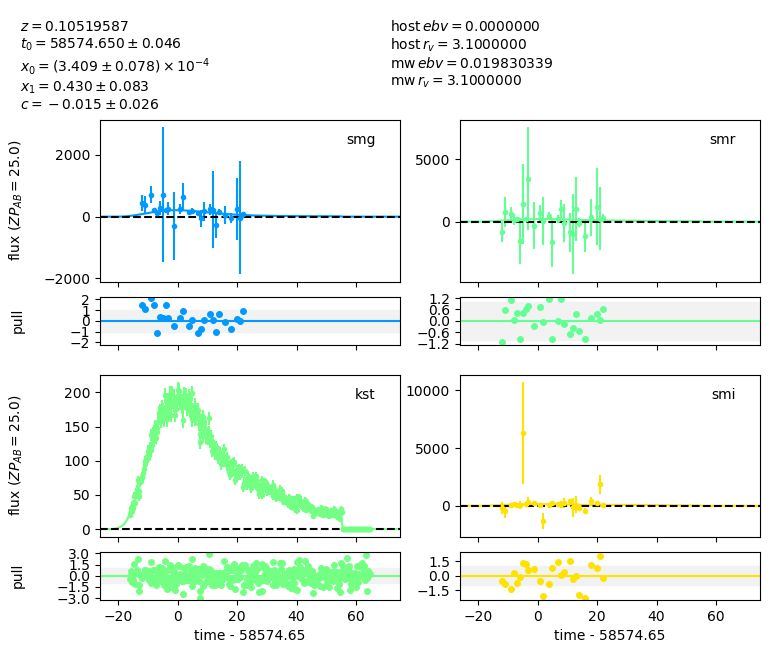 z = 0.10519587
t₀ = 58574.650 ± 0.046
x₀ = (3.409 ± 0.078) × 10⁻⁴
x₁ = 0.430 ± 0.083
c = −0.015 ± 0.026
host ebv = 0.0000000
host r_v = 3.1000000
mw ebv = 0.019830339
mw r_v = 3.1000000
smg
flux (ZP_AB = 25.0)
2000
0
−2000
pull
2
1
0
−1
−2
smr
5000
0
1.2
0.6
0.0
−0.6
−1.2
kst
flux (ZP_AB = 25.0)
200
150
100
50
0
pull
3.0
1.5
0.0
−1.5
−3.0
−20 0 20 40 60
time - 58574.65
smi
10000
5000
0
1.5
0.0
−1.5
−20 0 20 40 60
time - 58574.65